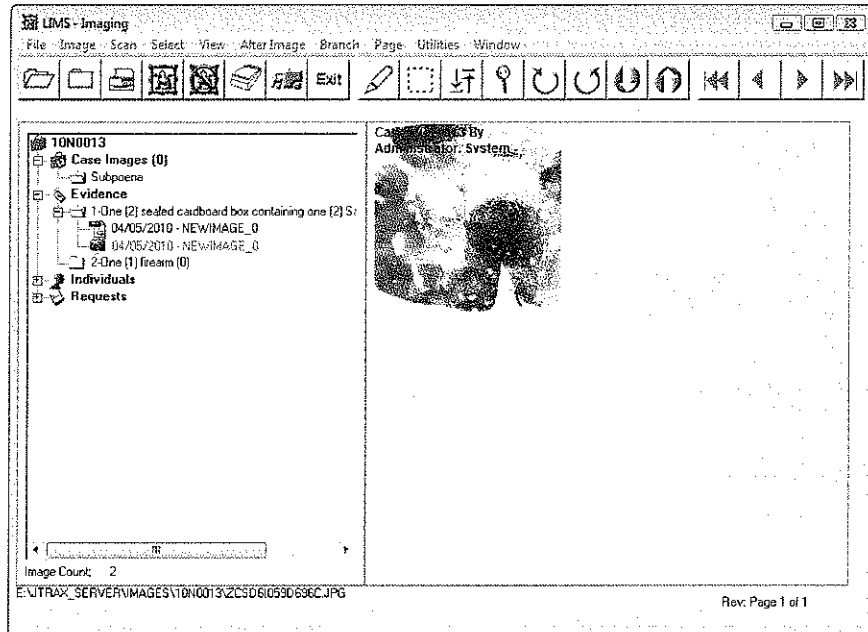 LIMS - Imaging
File Image Scan Select View AlterImage Branch Page Utilities Window
Exit
10N0013
Case Images (0)
Subpoena
Evidence
1-One (2) sealed cardboard box containing one (2) Sa
04/05/2010 - NEWIMAGE_0
04/05/2010 - NEWIMAGE_0
2-One (1) firearm (0)
Individuals
Requests
By
Administrator, System
Image Count: 2
E:\JTRAX_SERVER\IMAGES\10N0013\ZCSD6I059D696C.JPG
Rev: Page 1 of 1